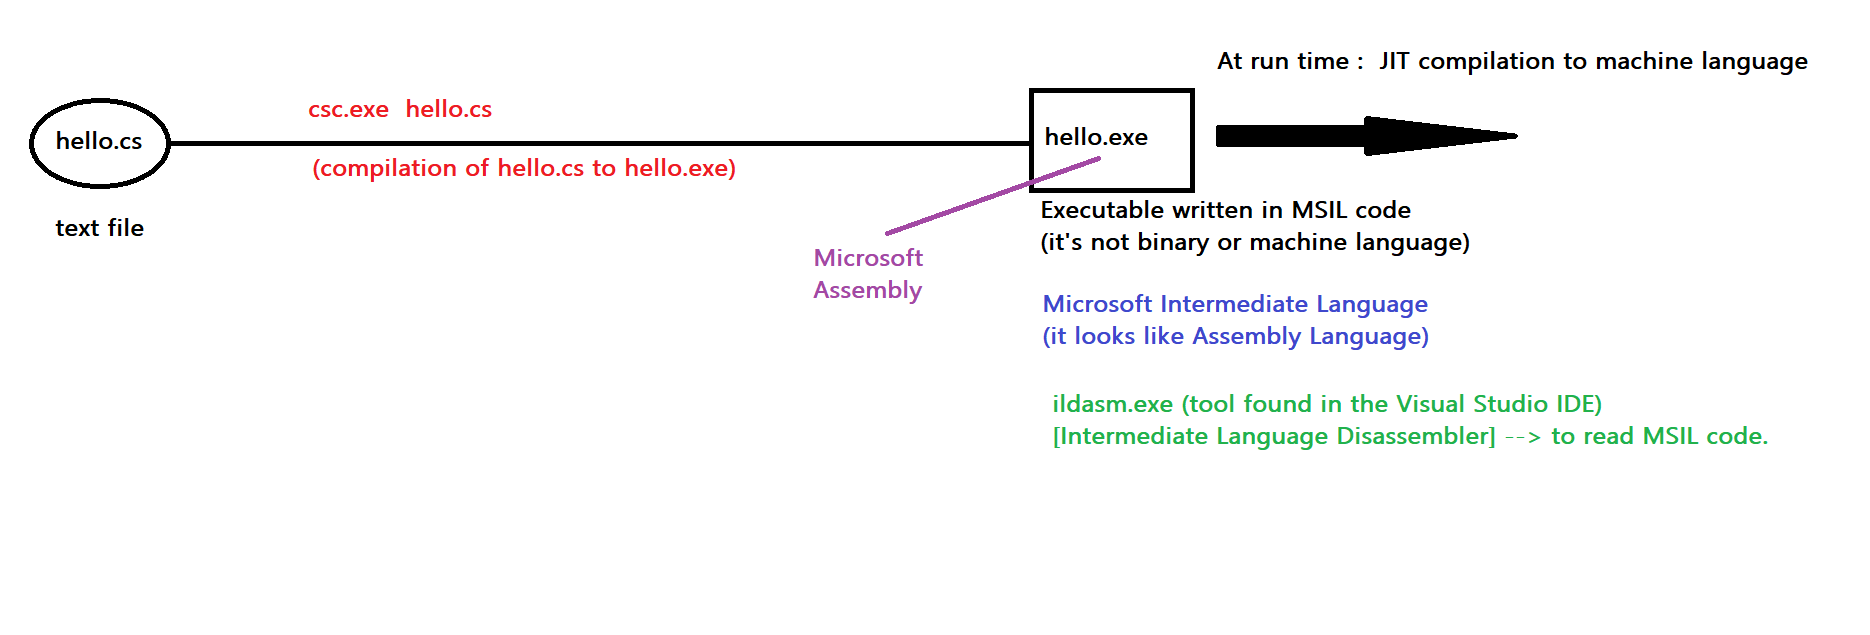 At run time :  JIT compilation to machine language
csc.exe  hello.cs
hello.cs
hello.exe
(compilation of hello.cs to hello.exe)
text file
Executable written in MSIL code
(it's not binary or machine language)
Microsoft
Assembly
Microsoft Intermediate Language
(it looks like Assembly Language)
ildasm.exe (tool found in the Visual Studio IDE)
[Intermediate Language Disassembler] --> to read MSIL code.